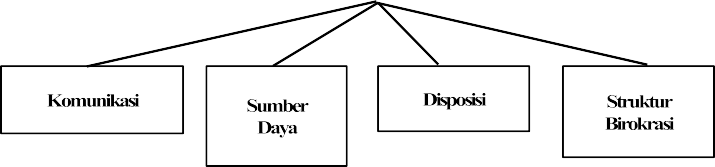 Komunikasi
Sumber
Daya
Disposisi
Struktur
Birokrasi